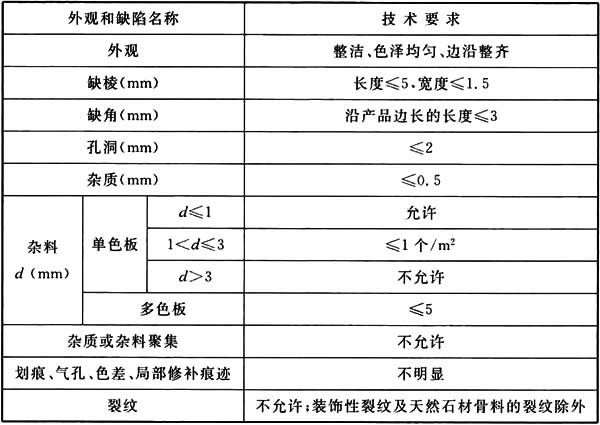 外观和缺陷名称 技术要求
外观 整洁、色泽均匀、边沿整齐
缺棱(mm) 长度≤5,宽度≤1.5
缺角(mm) 沿产品边长的长度≤3
孔洞(mm) ≤2
杂质(mm) ≤0.5
杂料 d(mm) 单色板 d≤1 允许
1<d≤3 ≤1个/m²
d>3 不允许
多色板 ≤5
杂质或杂料聚集 不允许
划痕、气孔、色差、局部修补痕迹 不明显
裂纹 不允许;装饰性裂纹及天然石材骨料的裂纹除外